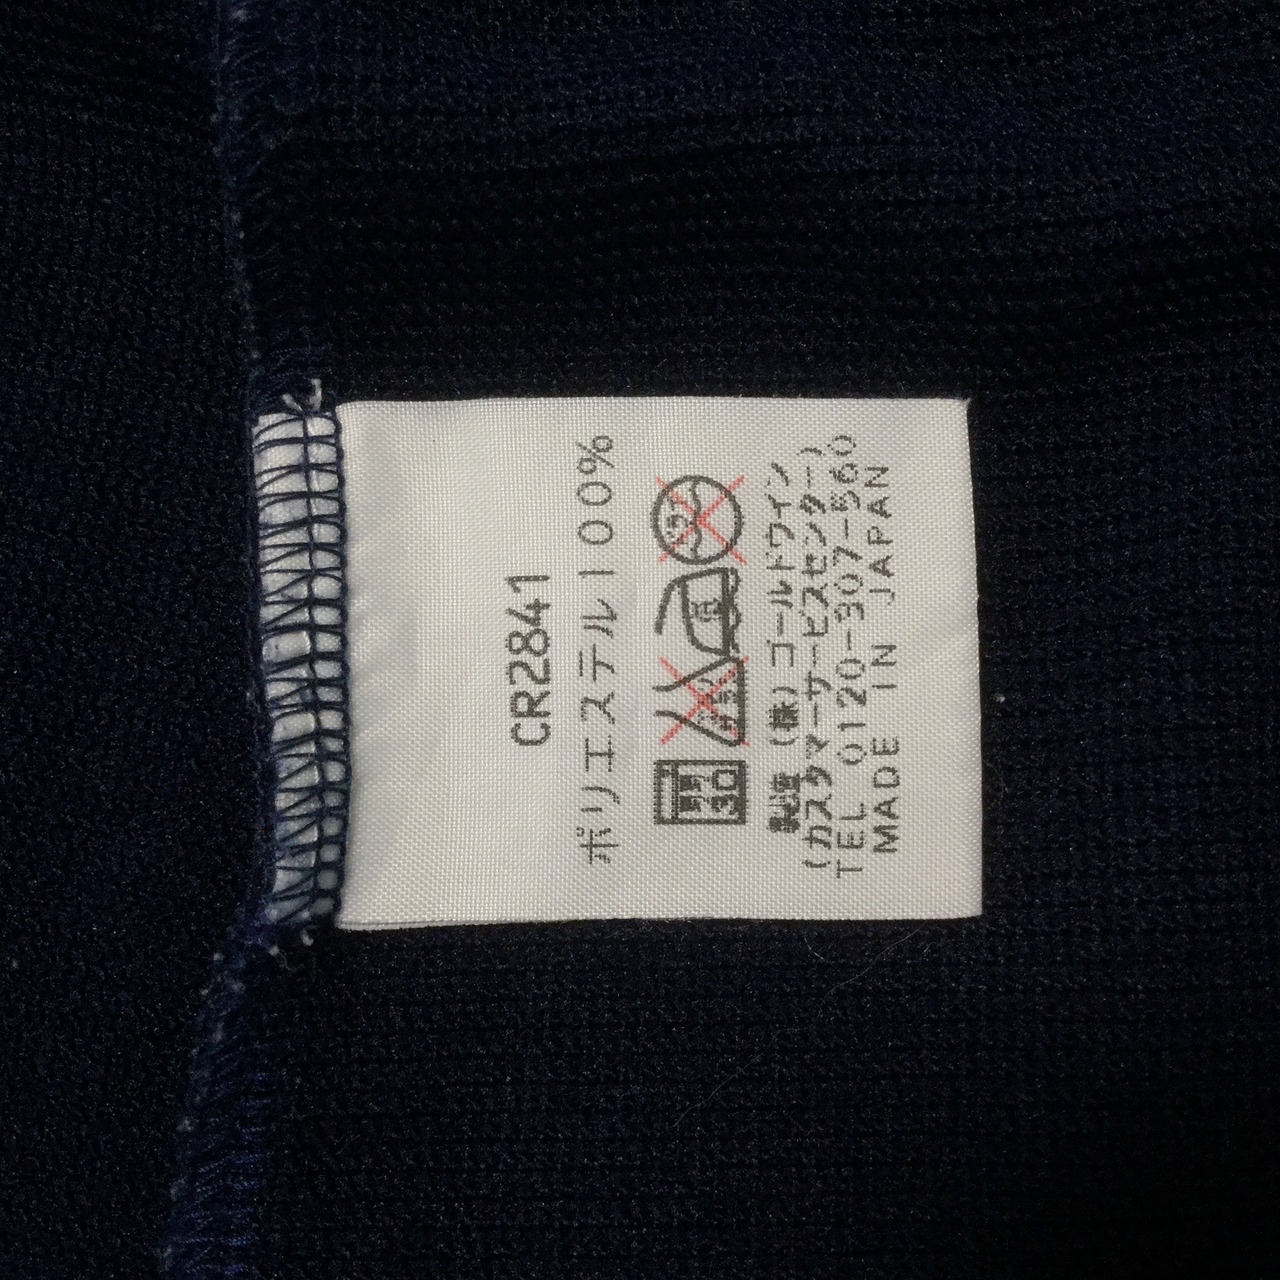 CR2841
ポリエステル100%
30
製造 (株)ゴールドウイン
(カスタマーサービスセンター)
TEL 0120-307-560
MADE IN JAPAN